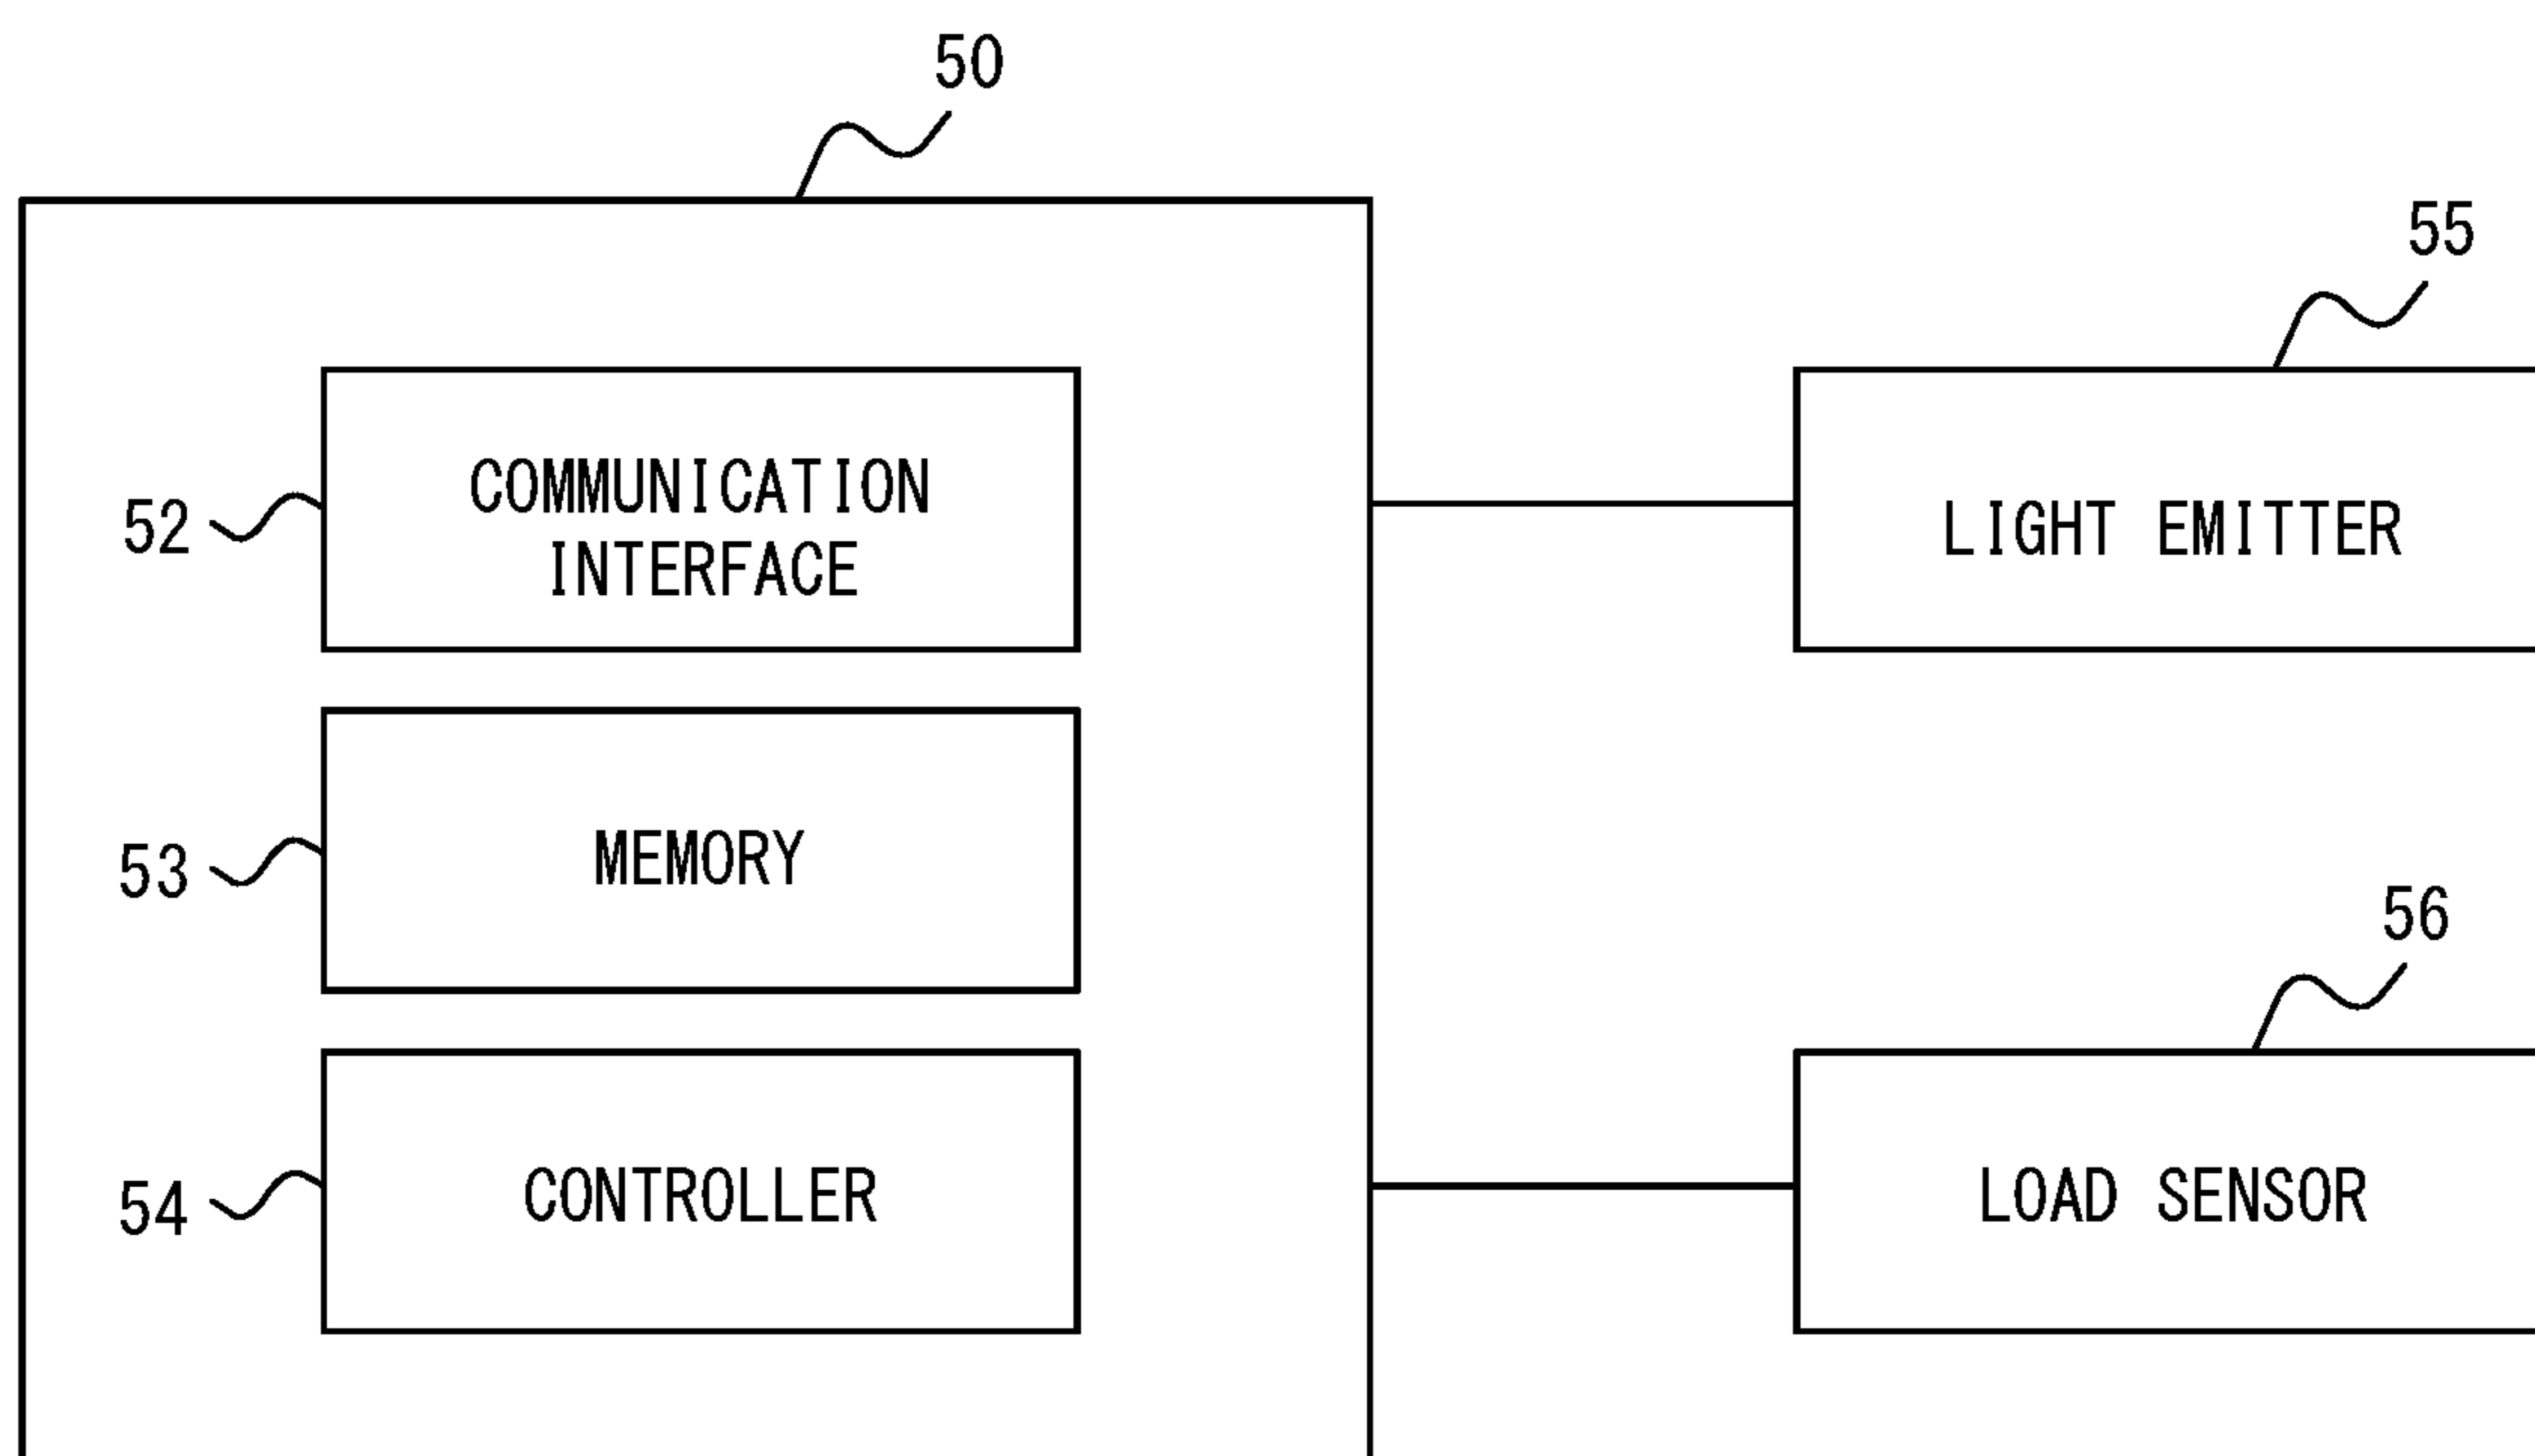 50
55
52
COMMUNICATION
INTERFACE
LIGHT EMITTER
53
MEMORY
56
54
CONTROLLER
LOAD SENSOR